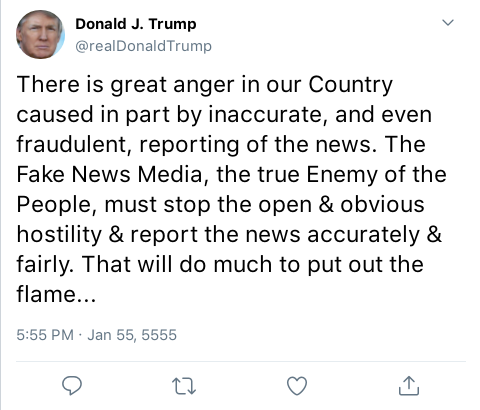 Donald J. Trump
@realDonaldTrump
There is great anger in our Country
caused in part by inaccurate, and even
fraudulent, reporting of the news. The
Fake News Media, the true Enemy of the
People, must stop the open & obvious
hostility & report the news accurately &
fairly. That will do much to put out the
flame...
5:55 PM · Jan 55, 5555